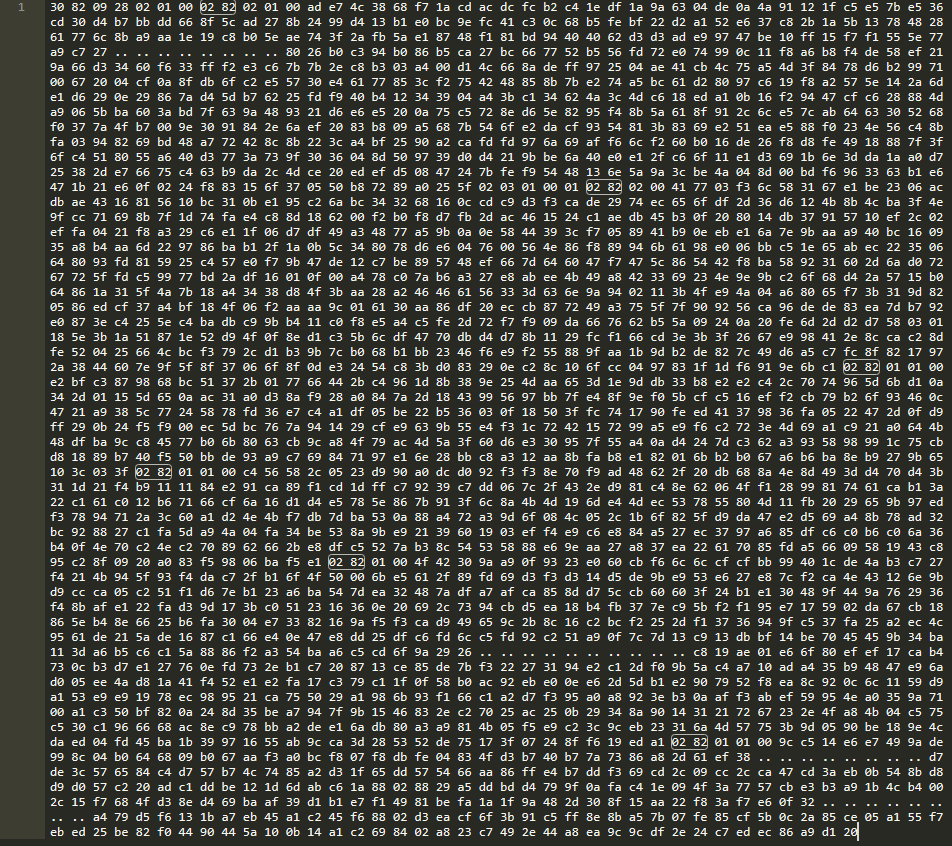 1 30 82 09 28 02 01 00 02 82 02 01 00 ad e7 4c 38 68 f7 1a cd ac dc fc b2 c4 1e df 1a 9a 63 04 de 0a 4a 91 12 1f c5 e5 7b e5 36
cd 30 d4 b7 bb dd 66 8f 5c ad 27 8c 99 d4 13 b1 e0 bc 9e fc 41 c3 0c 68 b5 fe bf 22 d2 a1 52 e6 37 c8 2b 1a 5b 13 78 48 28
61 77 6c 8b a9 aa 1e 19 c8 b0 5e ae 74 3f 2a fb 5a e1 87 48 f1 81 bd 94 40 40 62 d3 d3 ad e9 97 47 be 10 ff 15 f7 f1 55 5e 77
a9 c7 27 .. .. .. .. .. .. .. .. .. .. .. .. .. 80 26 b0 c3 94 b0 86 b5 ca 27 bc 66 77 52 b5 56 fd 72 e0 74 99 0c 11 f8 a6 b8 f4 de 58 ef 21
9a 66 d3 34 60 f6 33 ff f2 e3 c6 7b 7b 2e c8 b3 03 a4 00 d1 4c 66 8a de ff 97 25 04 ae 41 cb 4c 75 a5 4d 3f 84 78 d6 b2 99 71
00 67 20 04 cf 0a 8f db 6f c2 e5 57 30 e4 61 77 85 3c f2 75 42 48 85 8b 7b e2 74 a5 bc 61 d2 80 97 c6 19 f8 a2 57 5e 14 2a 6d
e1 d6 29 0e 29 86 7a d4 5d b7 62 25 fd f9 40 b4 12 34 39 04 a4 3b c1 34 62 4a 3c 4d c6 18 ed a1 0b 16 f2 94 47 cf c6 28 88 4d
a9 06 5b ba 60 3a bd 7f 63 9a 48 93 21 d6 e6 e5 20 0a 75 c5 72 8e d6 5e 82 95 f4 8b 5a 61 8f 91 2c 6c e5 7c ab 64 63 30 52 68
f0 37 7a 4f b7 00 9e 30 91 84 2e 6a ef 20 83 b8 09 a5 68 7b 54 6f e2 da cf 93 54 81 3b 83 69 e2 51 ea e5 88 f0 23 4e 56 c4 8b
fa 03 94 82 69 bd 48 a7 72 42 8c 8b 22 3c a4 bf 25 90 a2 ca fd fd 97 6a 69 af f6 6c f2 60 b0 16 de 26 f8 d8 fe 49 18 88 7f 3f
6f c4 51 80 55 a6 40 d3 77 3a 73 9f 30 36 04 8d 50 97 39 d0 d4 21 9b be 6a 40 e0 e1 2f c6 6f 11 e1 d3 69 1b 6e 3d da 1a a0 d7
25 38 2d e7 66 75 c4 63 b9 da 2c 4d ce 20 ed ef d5 08 47 24 7b fe f9 54 48 13 6e 5a 9a 3c be 4a 04 8d 00 bd f6 96 33 63 b1 e6
47 1b 21 e6 0f 02 24 f8 83 15 6f 37 05 50 b8 72 89 a0 25 5f 02 03 01 00 01 02 82 02 00 41 77 03 f3 6c 58 31 67 e1 be 23 06 ac
db ae 43 16 81 56 10 bc 31 0b e1 95 c2 6a bc 34 32 68 16 0c cd c9 d3 f3 ca de 29 74 ec 65 6f df 2d 36 d6 12 4b 8b 4c ba 3f 4e
9f cc 71 69 8b 7f 1d 74 fa e4 c8 8d 18 62 00 f2 b0 f8 d7 fb 2d ac 46 15 24 c1 ae db 45 b3 0f 20 80 14 db 37 91 57 10 ef 2c 02
ef fa 04 21 f8 a3 29 c6 e1 1f 06 d7 df 49 a3 48 77 a5 9b 0a 0e 58 44 39 3c f7 05 89 41 b9 0e eb e1 6a 7e 9b aa a9 40 bc 16 09
35 a8 b4 aa 6d 22 97 86 ba b1 2f 1a 0b 5c 34 80 78 d6 e6 04 76 00 56 4e 86 f8 89 94 6b 61 98 e0 06 bb c5 1e 65 ab ec 22 35 06
64 80 93 fd 81 59 25 c4 57 e0 f7 9b 47 de 12 c7 be 89 57 48 ef 66 7d 64 60 47 f7 47 5c 86 54 42 f8 ba 58 92 31 60 2d 6a d0 72
67 72 5f fd c5 99 77 bd 2a df 16 01 0f 00 a4 78 c0 7a b6 a3 27 e8 ab ee 4b 49 a8 42 33 69 23 4e 9e 9b c2 6f 68 d4 2a 57 15 b0
64 86 1a 31 5f 4a 7b 18 a4 34 38 d8 4f 3b aa 28 a2 46 46 61 56 33 3d 63 6e 9a 94 02 11 3b 4f e9 4a 04 a6 80 65 f7 3b 31 9d 82
05 86 ed cf 37 a4 bf 18 4f 06 f2 aa aa 9c 01 61 30 aa 86 df 20 ec cb 87 72 49 a3 75 5f 7f 90 92 56 ca 96 de de 83 ea 7d b7 92
e0 87 3e c4 25 5e c4 ba db c9 9b b4 11 c0 f8 e5 a4 c5 fe 2d 72 f7 f9 09 da 66 76 62 b5 5a 09 24 0a 20 fe 6d 2d d2 d7 58 03 01
18 5e 3b 1a 51 87 1e 52 d9 4f 0f 8e d1 c3 5b 6c df 47 70 db d4 d7 8b 11 29 fc f1 66 cd 3e 3b 3f 26 67 e9 98 41 2e 8c ca c2 8d
fe 52 04 25 66 4c bc f3 79 2c d1 b3 9b 7c b0 68 b1 bb 23 46 f6 e9 f2 55 88 9f aa 1b 9d b2 de 82 7c 49 d6 a5 c7 fc 8f 82 17 97
2a 38 44 60 7e 9f 5f 8f 37 06 6f 8f 0d e3 24 54 c8 3b d0 83 29 0e c2 8c 10 6f cc 04 97 83 1f 1d f6 91 9e 6b c1 02 82 01 01 00
e2 bf c3 87 98 68 bc 51 37 2b 01 77 66 44 2b c4 96 1d 8b 38 9e 25 4d aa 65 3d 1e 9d db 33 b8 e2 e2 c4 2c 70 74 96 5d 6b d1 0a
34 2d 01 15 5d 65 0a ac 31 a0 d3 8a f9 28 a0 84 7a 2d 18 43 99 56 97 bb 7f e4 8f 9e f0 5b cf c5 16 ef f2 cb 79 b2 6f 93 46 0c
47 21 a9 38 5c 77 24 58 78 fd 36 e7 c4 a1 df 05 be 22 b5 36 03 0f 18 50 3f fc 74 17 90 fe ed 41 37 98 36 fa 05 22 47 2d 0f d9
ff 29 0b 24 f5 f9 00 ec 5d bc 76 7a 94 14 29 cf e9 63 9b 55 e4 f3 1c 72 42 15 72 99 a5 e9 f6 c2 72 3e 4d 69 a1 c9 21 a0 64 4b
48 df ba 9c c8 45 77 b0 6b 80 63 cb 9c a8 4f 79 ac 4d 5a 3f 60 d6 e3 30 95 7f 55 a4 0a d4 24 7d c3 62 a3 93 58 98 99 1c 75 cb
d8 18 89 b7 40 f5 50 bb de 93 a9 c7 69 84 71 97 e1 6e 28 bb c8 a3 12 aa 8b fa b8 e1 82 01 6b b2 b0 67 a6 b6 ba 8e b9 27 9b 65
10 3c 03 3f 02 82 01 01 00 c4 56 58 2c 05 23 d9 90 a0 dc d0 92 f3 f3 8e 70 f9 ad 48 62 2f 20 db 68 8a 4e 8d 49 3d d4 70 d4 3b
31 1d 21 f4 b9 11 11 84 e2 91 ca 89 f1 cd 1d ff c7 92 39 c7 dd 06 7c 2f 43 2e d9 81 c4 8e 62 06 4f f1 28 99 81 74 61 ca b1 3a
22 c1 61 c0 12 b6 71 66 cf 6a 16 d1 d4 e5 78 5e 86 7b 91 3f 6c 8a 4b 4d 19 6d e4 4d ec 53 78 55 80 4d 11 fb 20 29 65 9b 97 ed
f3 78 94 71 2a 3c 60 a1 d2 4e 4b f7 db 7d ba 53 0a 88 a4 72 a3 9d 6f 08 4c 05 2c 1b 6f 82 5f d9 da 47 e2 d5 69 a4 8b 78 ad 32
bc 92 88 27 c1 fa 5d a9 4a 04 fa 34 be 53 8a 9b e9 21 39 60 19 03 ef f4 e9 c6 e8 84 a5 27 ec 37 97 a6 85 df c6 c0 b6 c0 6a 36
b4 0f 4e 70 c2 4e c2 70 89 62 66 2b e8 df c5 52 7a b3 8c 54 53 58 88 e6 9e aa 27 a8 37 ea 22 61 70 85 fd a5 66 09 58 19 43 c8
95 c2 8f 09 20 a0 83 f5 98 06 ba f5 e1 02 82 01 00 4f 42 30 9a a9 0f 93 23 e0 60 cb f6 6c 6c cf cf bb 99 40 1c de 4a b3 c7 27
f4 21 4b 94 5f 93 f4 da c7 2f b1 6f 4f 50 00 6b e5 61 2f 89 fd 69 d3 f3 d3 14 d5 de 9b e9 53 e6 27 e8 7c f2 ca 4e 43 12 6e 9b
d9 cc ca 05 c2 51 f1 d6 7e b1 23 a6 ba 54 7d ea 32 48 7a df a7 af ca 85 8d d7 5c cb 60 60 3f 24 b1 e1 30 48 9f 44 9a 76 29 36
f4 8b af e1 22 fa d3 9d 17 3b c0 51 23 16 36 0e 20 69 2c 73 94 cb d5 ea 18 b4 fb 37 7e c9 5b f2 f1 95 e7 17 59 02 da 67 cb 18
86 5e b4 8e 66 25 b6 fa 30 04 e7 33 82 16 9a f5 f3 ca d9 49 65 9c 2b 8c 16 c2 bc f2 25 2d f1 37 36 94 9f c5 37 fa 25 a2 ec 4c
95 61 de 21 5a de 16 87 c1 66 e4 0e 47 e8 dd 25 df c6 fd 6c c5 fd 92 c2 51 a9 0f 7c 7d 13 c9 13 db bf 14 be 70 45 45 9b 34 ba
11 3d a6 b5 c6 c1 5a 88 86 f2 a3 54 ba a6 c5 cd 6f 9a 29 26 .. .. .. .. .. .. .. .. .. .. .. .. .. c8 19 ae 01 e6 6f 80 ef ef 17 ca b4
73 0c b3 d7 e1 27 76 0e fd 73 2e b1 c7 20 87 13 ce 85 de 7b f3 22 27 31 94 e2 c1 2d f0 9b 5a c4 a7 10 ad a4 35 b9 48 47 e9 6a
d0 05 ee 4a d8 1a 41 f4 52 e1 e2 fa 17 c3 79 c1 1f 0f 58 b0 ac 92 eb e0 0e e6 2d 5d b1 e2 90 79 52 f8 ea 8c 92 0c 6c 11 59 d9
a1 53 e9 e9 19 78 ec 98 95 21 ca 75 50 29 a1 98 6b 93 f1 66 c1 a2 d7 f3 95 a0 a8 92 3e b3 0a af f3 ab ef 59 95 4e a0 35 9a 71
00 a1 c3 50 bf 82 0a 24 8d 35 be a7 94 7f 9b 15 46 83 2e c2 70 25 ac 25 0b 29 34 8a 90 14 31 21 72 67 23 2e 4f a8 4b 04 c5 75
c5 30 c1 96 66 68 ac 8e c9 78 bb a2 de e1 6a db 80 a3 a9 81 4b 05 f5 e9 c2 3c 9c eb 23 31 6a 4d 57 75 3b 9d 05 90 be 18 9e 4c
da ed 04 fd 45 ba 1b 39 97 16 55 ab 9c ca 3d 28 53 52 de 75 17 3f 07 24 8f f6 19 ed a1 02 82 01 01 00 9c c5 14 e6 e7 49 9a de
99 8c 04 b0 64 68 09 b0 67 aa f3 a0 bc f8 07 f8 db fe 04 83 4f d3 b7 40 b7 7a 73 86 a8 2d 61 ef 38 .. .. .. .. .. .. .. .. .. .. .. .. .. d7
de 3c 57 65 84 c4 d7 57 b7 4c 74 85 a2 d3 1f 65 dd 57 54 66 aa 86 ff e4 b7 dd f3 69 cd 2c 09 cc 2c ca 47 cd 3a eb 0b 54 8b d8
d9 d0 57 c2 20 ad c1 dd be 12 1d 6d ab c6 1a 88 02 88 29 a5 dd bd d4 79 9f 0a fa c4 1e 09 4f 3a 77 57 cb e3 b3 a9 1b 4c b4 00
2c 15 f7 68 4f d3 8e d4 69 ba af 39 d1 b1 e7 f1 49 81 be fa 1a 1f 9a 48 2d 30 8f 15 aa 22 f8 3a f7 e6 0f 32 .. .. .. .. .. .. .. .. ..
.. .. .. .. a4 79 d5 f6 13 1b a7 eb 45 a1 c2 45 f6 88 02 d3 ea cf 6f 3b 91 c5 ff 8e 8b a5 7b 07 fe 85 cf 5b 0c 2a 85 ce 05 a1 55 f7
eb ed 25 be 82 f0 44 90 44 5a 10 0b 14 a1 c2 69 84 02 a8 23 c7 49 2e 44 a8 ea 9c 9c df 2e 24 c7 ed ec 86 a9 d1 20